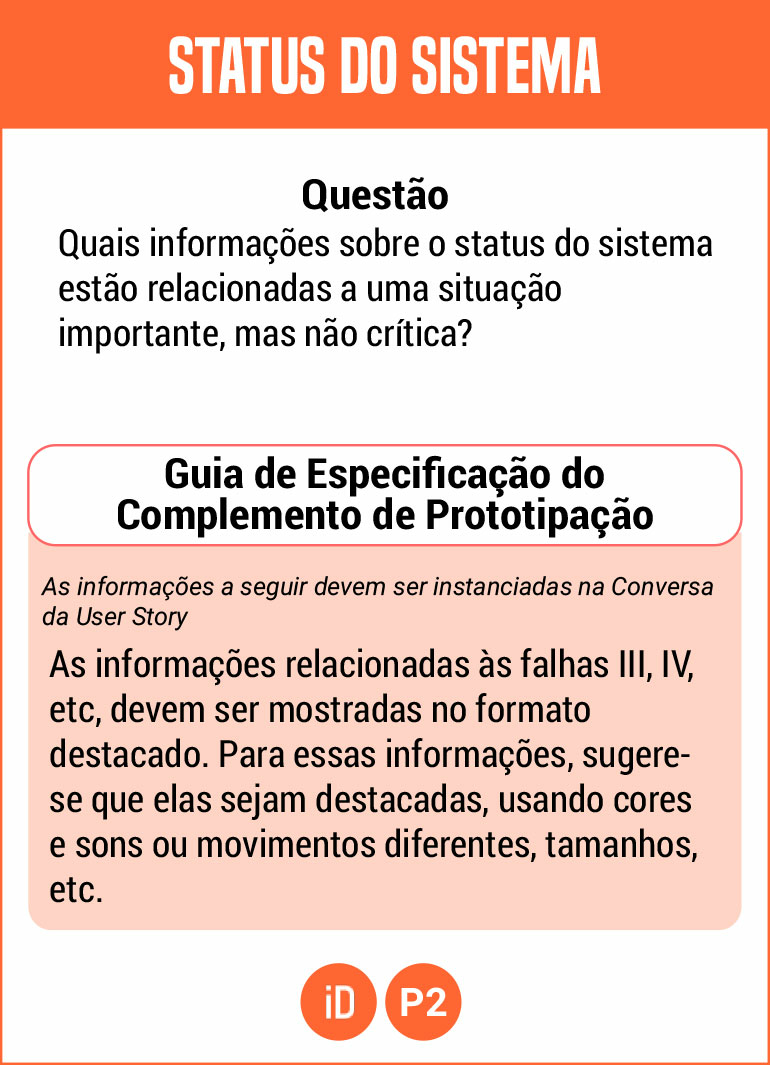 STATUS DO SISTEMA
Questão
Quais informações sobre o status do sistema
estão relacionadas a uma situação
importante, mas não crítica?
Guia de Especificação do
Complemento de Prototipação
As informações a seguir devem ser instanciadas na Conversa
da User Story
As informações relacionadas às falhas III, IV,
etc, devem ser mostradas no formato
destacado. Para essas informações, sugere-
se que elas sejam destacadas, usando cores
e sons ou movimentos diferentes, tamanhos,
etc.
iD P2